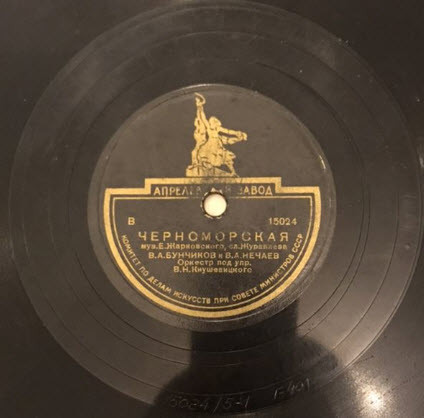 АПРЕЛЕВСКИЙ ЗАВОД
В 15024
ЧЕРНОМОРСКАЯ
муз. Е. Жарковского, сл. Журавлева
В. А. БУНЧИКОВ и В. А. НЕЧАЕВ
Оркестр под упр.
В. Н. Кнушевицкого
КОМИТЕТ ПО ДЕЛАМ ИСКУССТВ ПРИ СОВЕТЕ МИНИСТРОВ СССР